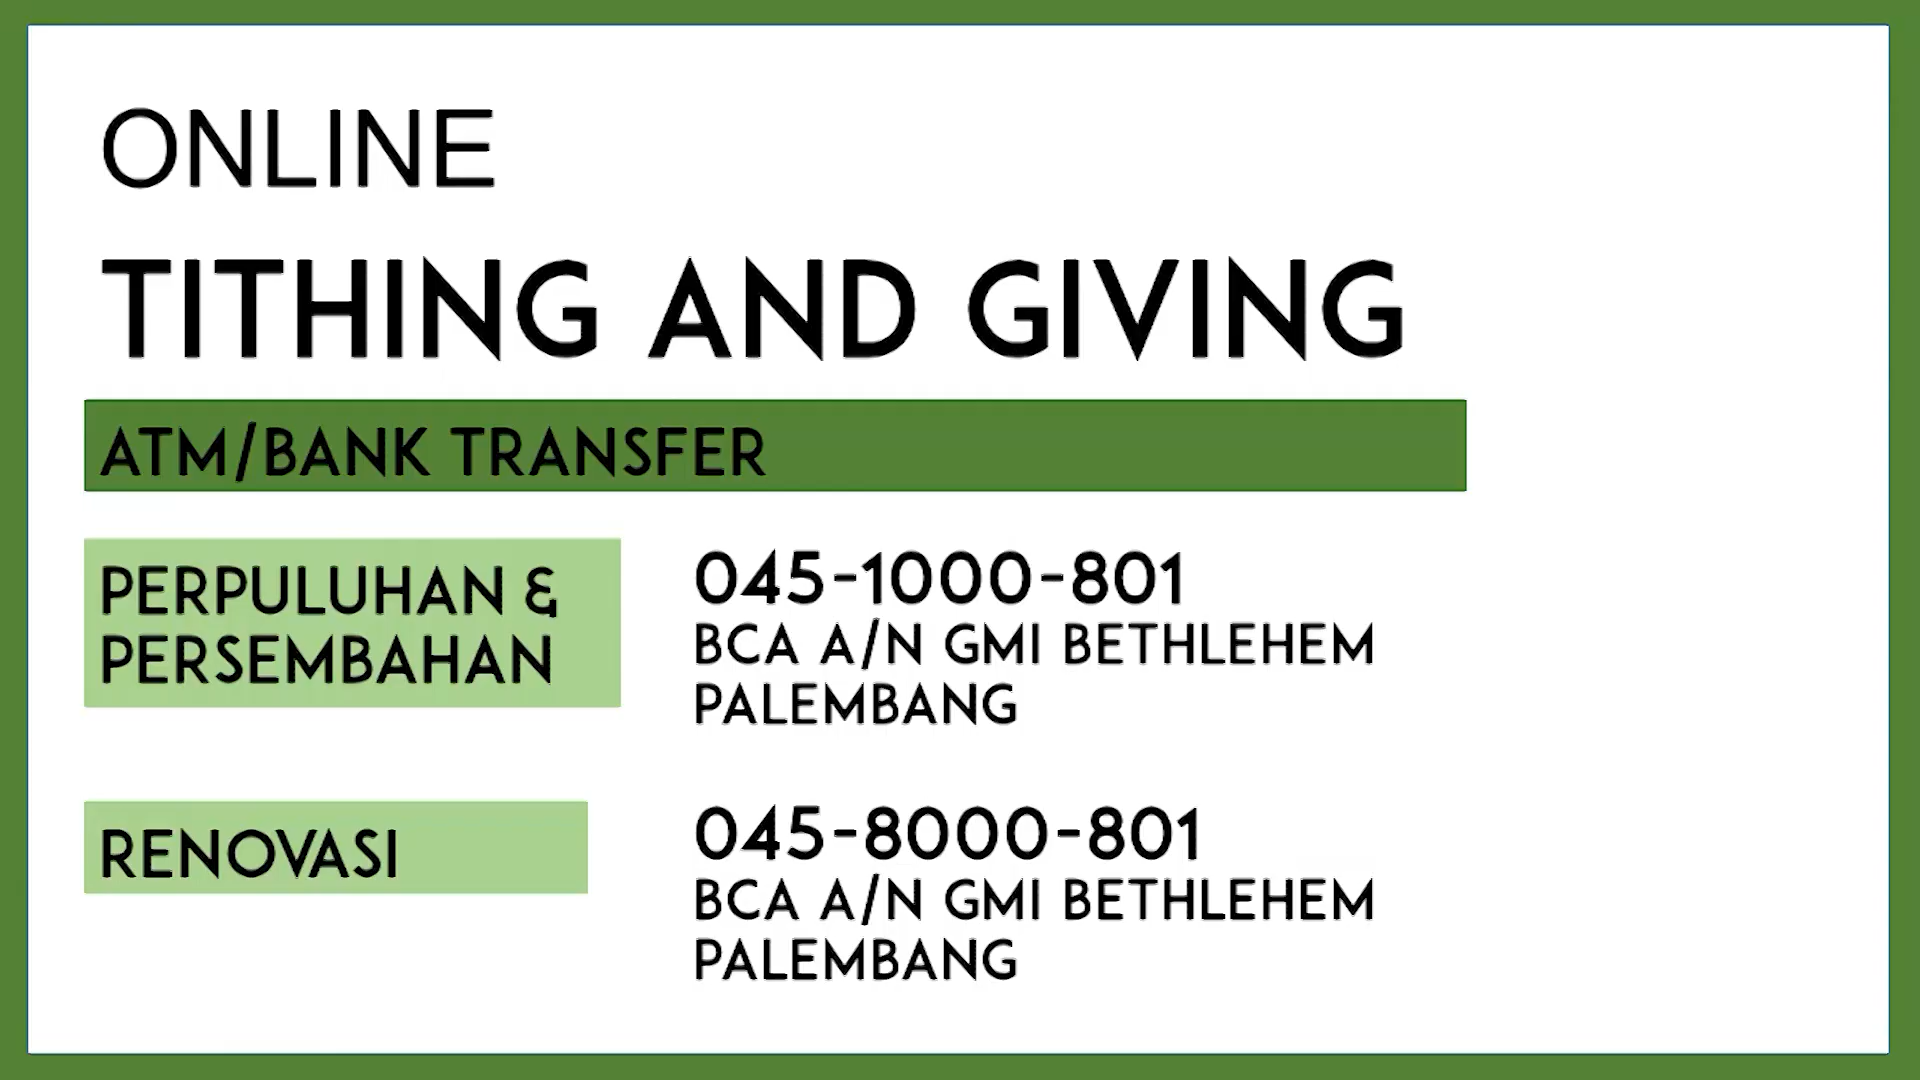 ONLINE
TITHING AND GIVING
ATM/BANK TRANSFER
PERPULUHAN &
PERSEMBAHAN
045-1000-801
BCA A/N GMI BETHLEHEM
PALEMBANG
RENOVASI
045-8000-801
BCA A/N GMI BETHLEHEM
PALEMBANG